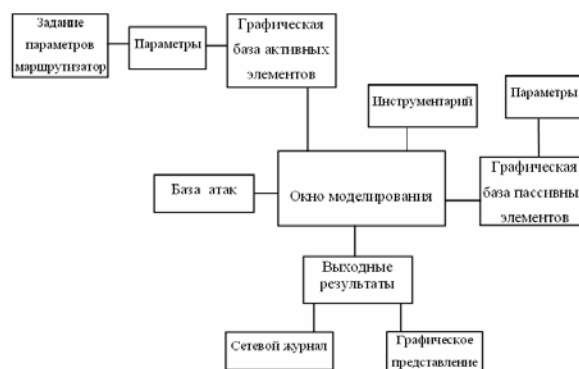 Задание
параметров
маршрутизатор
Параметры
Графическая
база активных
элементов
Инструментарий
Параметры
База атак
Окно моделирования
Графическая
база пассивных
элементов
Выходные
результаты
Сетевой журнал
Графическое
представление